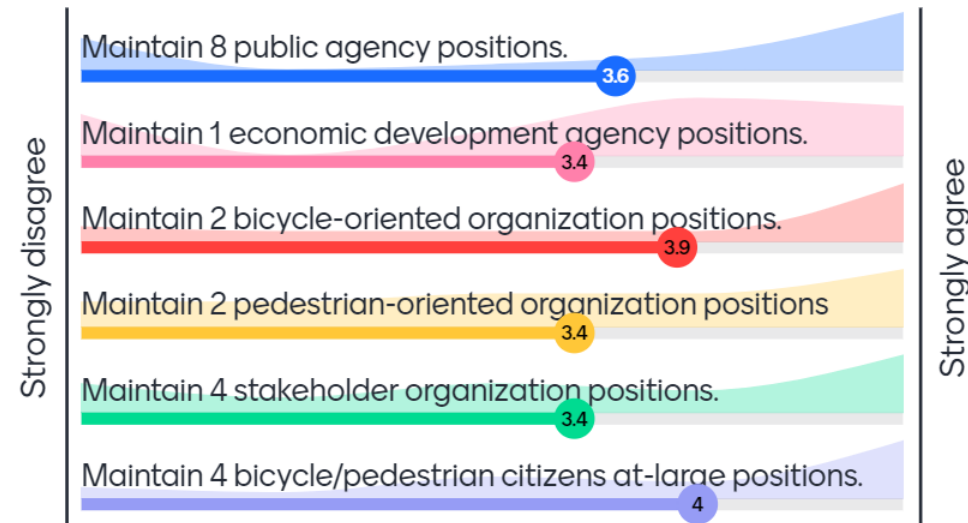 Strongly disagree
Maintain 8 public agency positions.
3.6
Maintain 1 economic development agency positions.
3.4
Maintain 2 bicycle-oriented organization positions.
3.9
Maintain 2 pedestrian-oriented organization positions
3.4
Maintain 4 stakeholder organization positions.
3.4
Maintain 4 bicycle/pedestrian citizens at-large positions.
4
Strongly agree